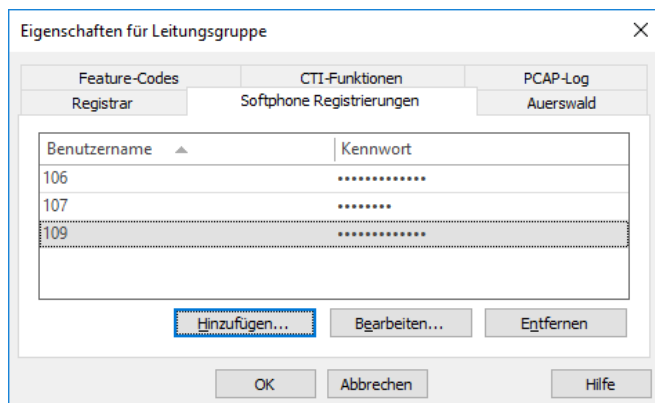 Eigenschaften für Leitungsgruppe
Feature-Codes CTI-Funktionen PCAP-Log
Registrar Softphone Registrierungen Auerswald
Benutzername Kennwort
106 •••••••••••••
107 ••••••••
109 •••••••••••••
Hinzufügen... Bearbeiten... Entfernen
OK Abbrechen Hilfe